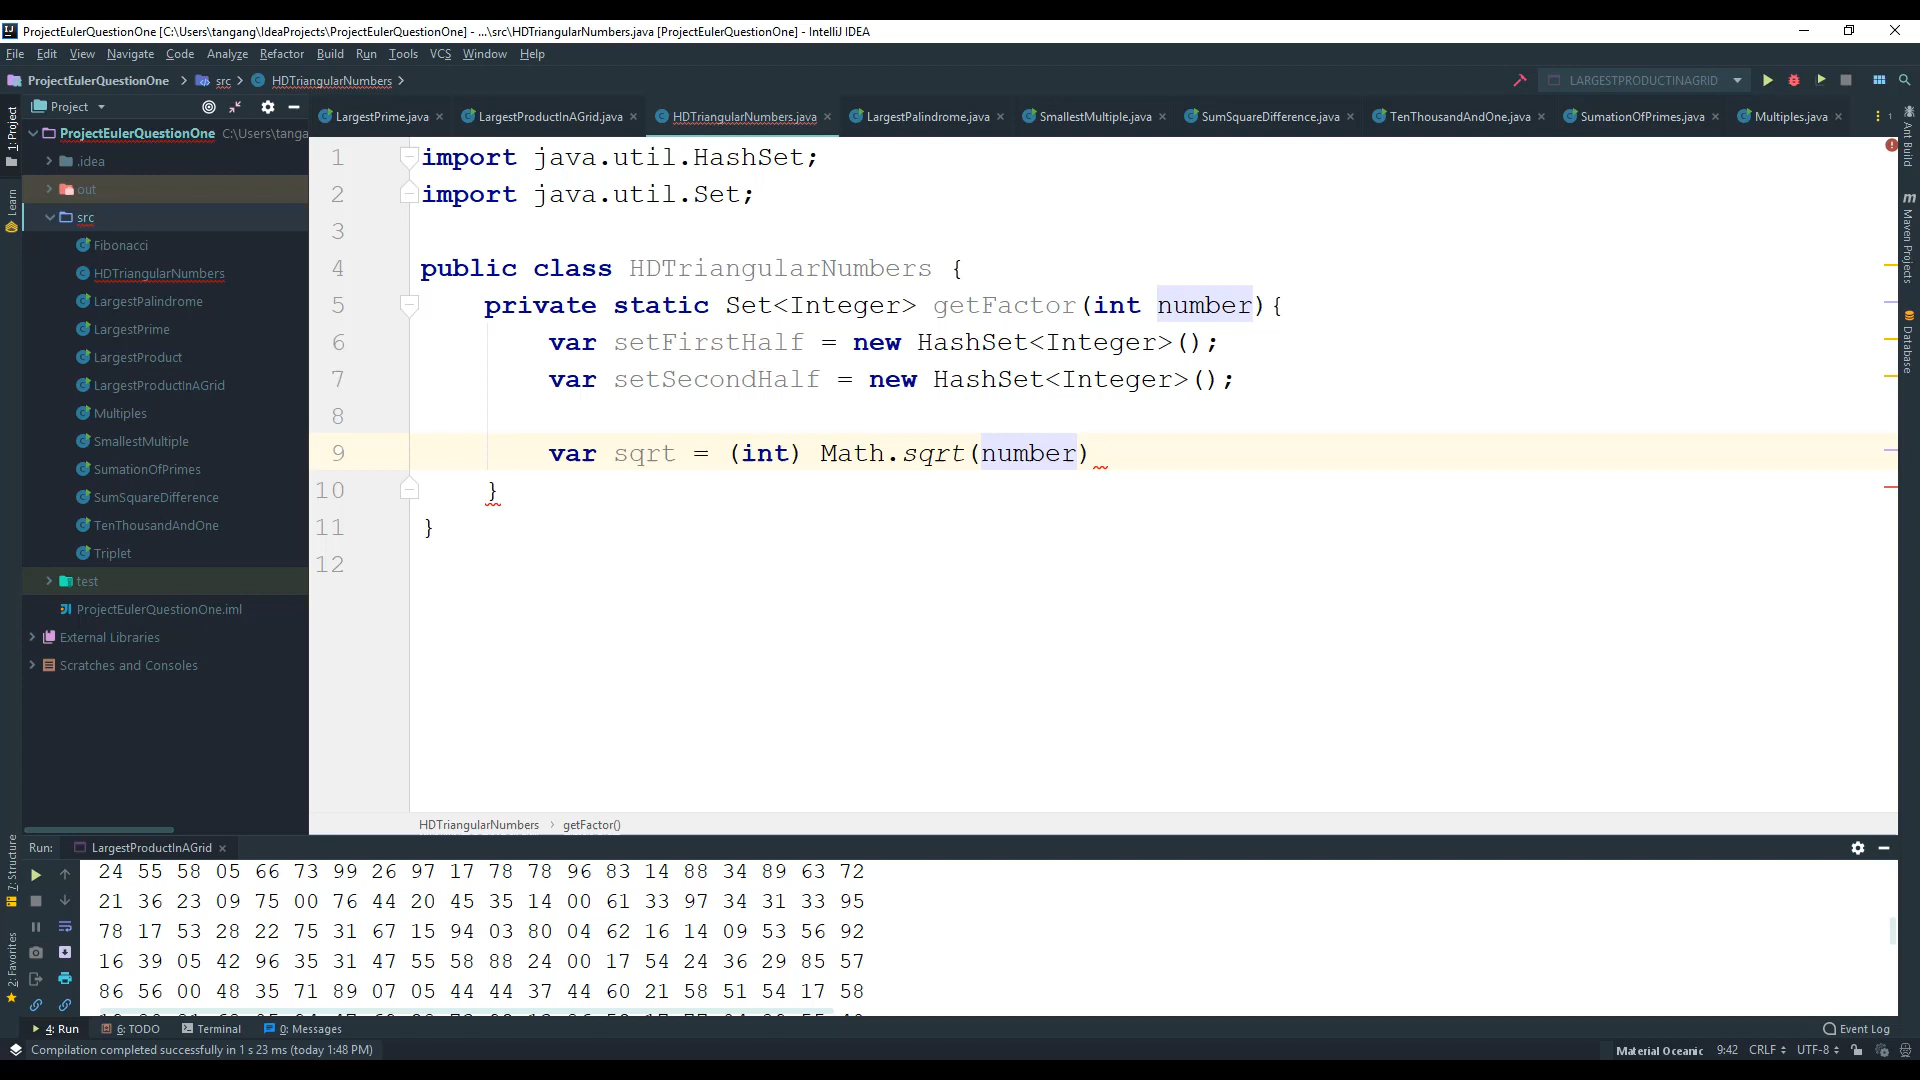 ProjectEulerQuestionOne [C:\Users\tangang\IdeaProjects\ProjectEulerQuestionOne] - ...\src\HDTriangularNumbers.java [ProjectEulerQuestionOne] - IntelliJ IDEA
File Edit View Navigate Code Analyze Refactor Build Run Tools VCS Window Help
ProjectEulerQuestionOne src HDTriangularNumbers LARGESTPRODUCTINAGRID
Project LargestPrime.java LargestProductInAGrid.java HDTriangularNumbers.java LargestPalindrome.java SmallestMultiple.java SumSquareDifference.java TenThousandAndOne.java SumationOfPrimes.java Multiples.java 1
ProjectEulerQuestionOne C:\Users\tanga
.idea
out
src
Fibonacci
HDTriangularNumbers
LargestPalindrome
LargestPrime
LargestProduct
LargestProductInAGrid
Multiples
SmallestMultiple
SumationOfPrimes
SumSquareDifference
TenThousandAndOne
Triplet
test
ProjectEulerQuestionOne.iml
External Libraries
Scratches and Consoles
1: Project
Learn
7: Structure
2: Favorites
1 import java.util.HashSet;
2 import java.util.Set;
3
4 public class HDTriangularNumbers {
5 private static Set<Integer> getFactor(int number){
6 var setFirstHalf = new HashSet<Integer>();
7 var setSecondHalf = new HashSet<Integer>();
8
9 var sqrt = (int) Math.sqrt(number)
10 }
11 }
12
Ant Build
m Maven Projects
Database
HDTriangularNumbers getFactor()
Run: LargestProductInAGrid
24 55 58 05 66 73 99 26 97 17 78 78 96 83 14 88 34 89 63 72
21 36 23 09 75 00 76 44 20 45 35 14 00 61 33 97 34 31 33 95
78 17 53 28 22 75 31 67 15 94 03 80 04 62 16 14 09 53 56 92
16 39 05 42 96 35 31 47 55 58 88 24 00 17 54 24 36 29 85 57
86 56 00 48 35 71 89 07 05 44 44 37 44 60 21 58 51 54 17 58
4: Run 6: TODO Terminal 0: Messages Event Log
Compilation completed successfully in 1 s 23 ms (today 1:48 PM) Material Oceanic 9:42 CRLF UTF-8